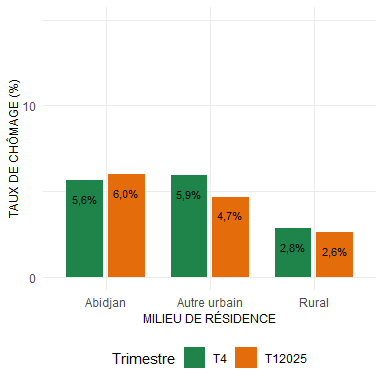 TAUX DE CHÔMAGE (%)
10
0
5,6%
6,0%
5,9%
4,7%
2,8%
2,6%
Abidjan
Autre urbain
Rural
MILIEU DE RÉSIDENCE
Trimestre T4 T12025